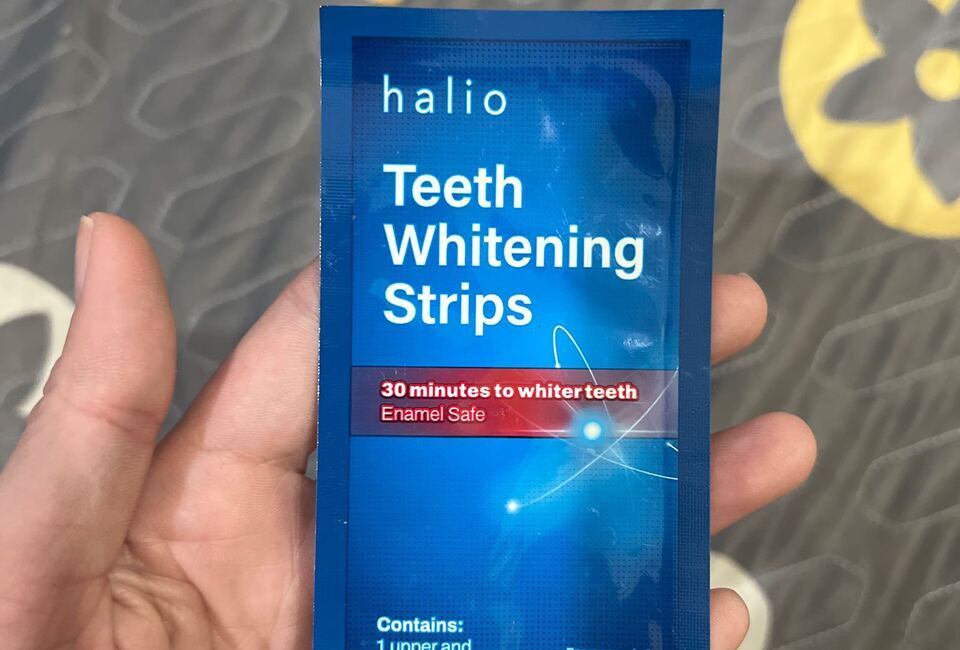 halio
Teeth
Whitening
Strips
30 minutes to whiter teeth
Enamel Safe
Contains:
1 upper and